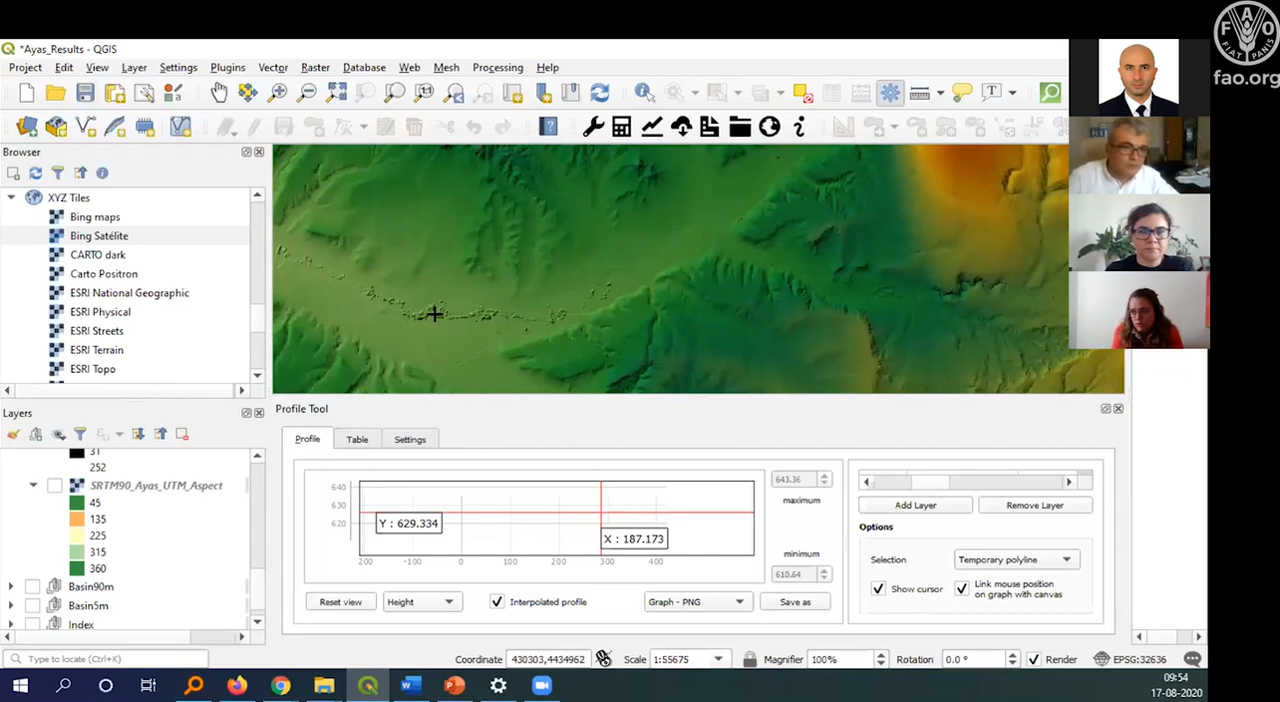 *Ayas_Results - QGIS
FAO
FIAT PANIS
fao.org
Project Edit View Layer Settings Plugins Vector Raster Database Web Mesh Processing Help
Browser
XYZ Tiles
Bing maps
Bing Satélite
CARTO dark
Carto Positron
ESRI National Geographic
ESRI Physical
ESRI Streets
ESRI Terrain
ESRI Topo
Layers
31
252
SRTM90_Ayas_UTM_Aspect
45
135
225
315
360
Basin90m
Basin5m
Index
Profile Tool
Profile Table Settings
640
630
620
Y : 629.334
X : 187.173
200 -100 0 100 200 300 400
643.36
maximum
minimum
610.64
Reset view Height Interpolated profile Graph - PNG Save as
Add Layer Remove Layer
Options
Selection Temporary polyline
Show cursor Link mouse position on graph with canvas
Type to locate (Ctrl+K)
Coordinate 430303,4434962 Scale 1:55675 Magnifier 100% Rotation 0.0 ° Render EPSG:32636
09:54
17-08-2020